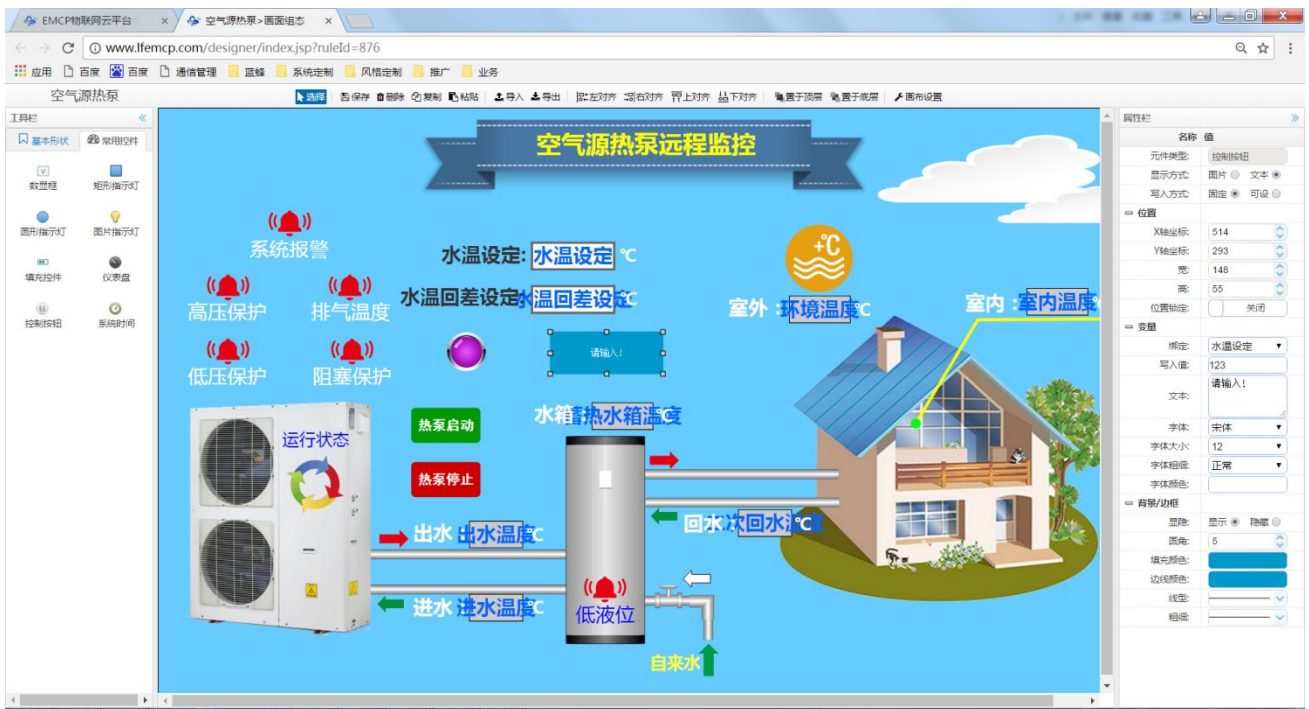 EMCP物联网云平台
空气源热泵>画面组态
www.lfemcp.com/designer/index.jsp?ruleId=876
应用 百度 百度 通信管理 蓝蜂 系统定制 风格定制 推广 业务
空气源热泵
选择 保存 删除 复制 粘贴 导入 导出 左对齐 右对齐 上对齐 下对齐 置于顶层 置于底层 画布设置
工具栏
基本形状 常用控件
数显框 矩形指示灯
圆形指示灯 图片指示灯
填充控件 仪表盘
控制按钮 系统时间
空气源热泵远程监控
系统报警
高压保护 排气温度
低压保护 阻塞保护
水温设定: 水温设定 ℃
水温回差设定: 水温回差设定 ℃
请输入!
+℃
室外: 环境温度 ℃
室内: 室内温度
运行状态
热泵启动
热泵停止
水箱 蓄热水箱温度
出水 出水温度 ℃
进水 进水温度 ℃
回水 次回水温度 ℃
低液位
自来水
属性栏
名称 值
元件类型: 控制按钮
显示方式: 图片 文本
写入方式: 固定 可设
位置
X轴坐标: 514
Y轴坐标: 293
宽: 148
高: 55
位置锁定: 关闭
变量
绑定: 水温设定
写入值: 123
文本: 请输入!
字体: 宋体
字体大小: 12
字体粗细: 正常
字体颜色:
背景/边框
显隐: 显示 隐藏
圆角: 5
填充颜色:
边线颜色:
线型:
粗细: